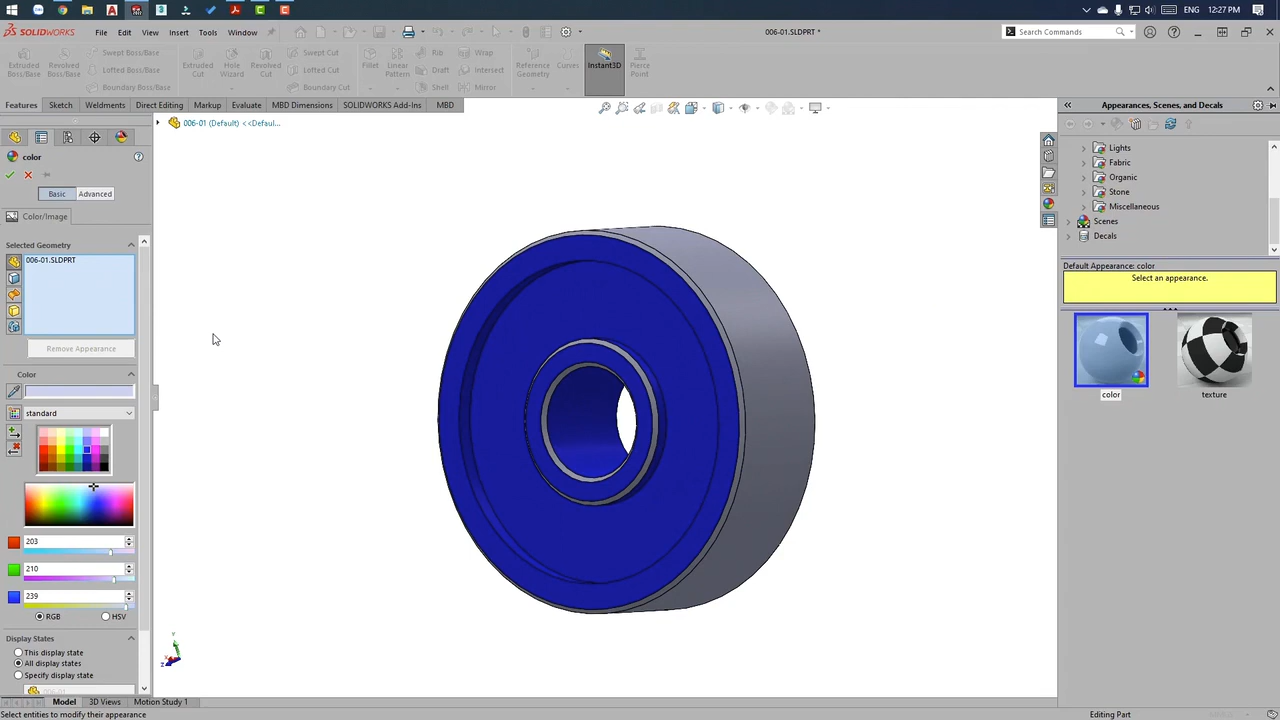 ENG 12:27 PM
SOLIDWORKS File Edit View Insert Tools Window 006-01.SLDPRT * Search Commands
Extruded Boss/Base Revolved Boss/Base Swept Boss/Base Lofted Boss/Base Boundary Boss/Base Extruded Cut Hole Wizard Revolved Cut Swept Cut Lofted Cut Boundary Cut Fillet Linear Pattern Rib Draft Shell Wrap Intersect Mirror Reference Geometry Curves Instant3D Pierce Point
Features Sketch Weldments Direct Editing Markup Evaluate MBD Dimensions SOLIDWORKS Add-Ins MBD
Appearances, Scenes, and Decals
006-01 (Default) <<Defaul...
color
Basic Advanced
Color/Image
Selected Geometry
006-01.SLDPRT
Remove Appearance
Color
standard
203
210
239
RGB HSV
Display States
This display state
All display states
Specify display state
Lights
Fabric
Organic
Stone
Miscellaneous
Scenes
Decals
Default Appearance: color
Select an appearance.
color texture
Y
X
Z
Model 3D Views Motion Study 1
Select entities to modify their appearance Editing Part